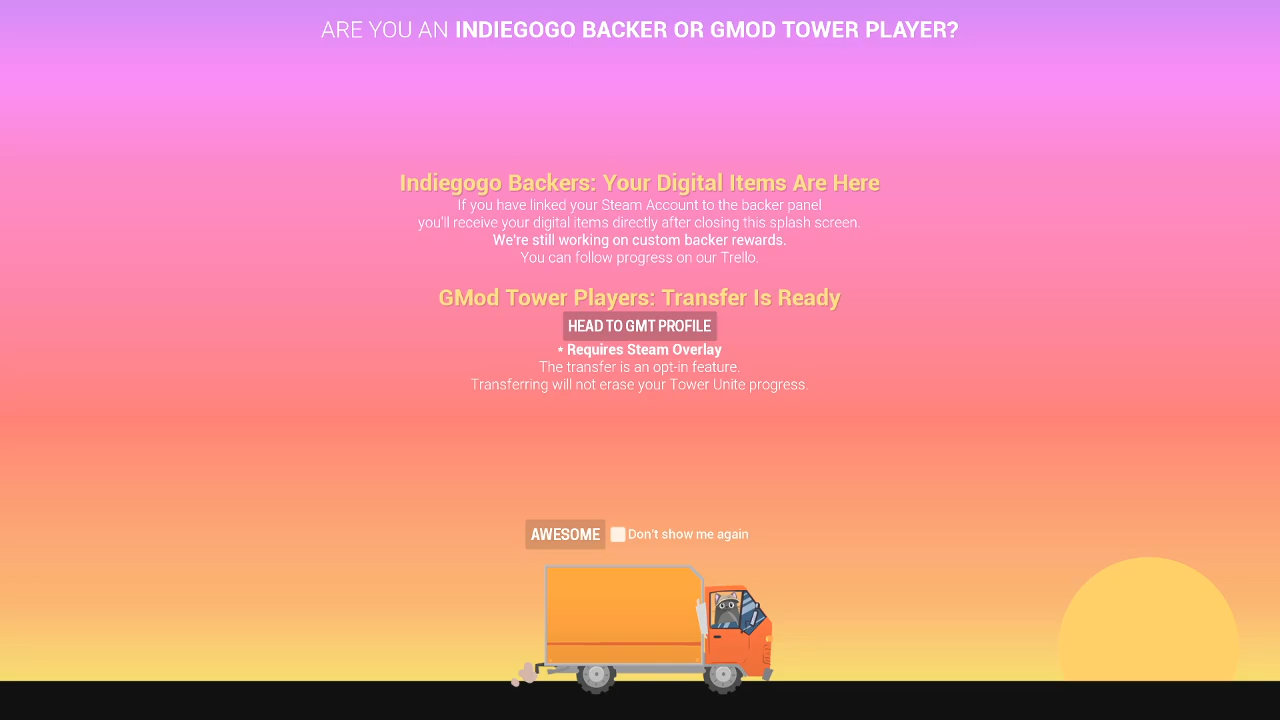 ARE YOU AN INDIEGOGO BACKER OR GMOD TOWER PLAYER?
Indiegogo Backers: Your Digital Items Are Here
If you have linked your Steam Account to the backer panel
you'll receive your digital items directly after closing this splash screen.
We're still working on custom backer rewards.
You can follow progress on our Trello.
GMod Tower Players: Transfer Is Ready
HEAD TO GMT PROFILE
* Requires Steam Overlay
The transfer is an opt-in feature.
Transferring will not erase your Tower Unite progress.
AWESOME Don't show me again